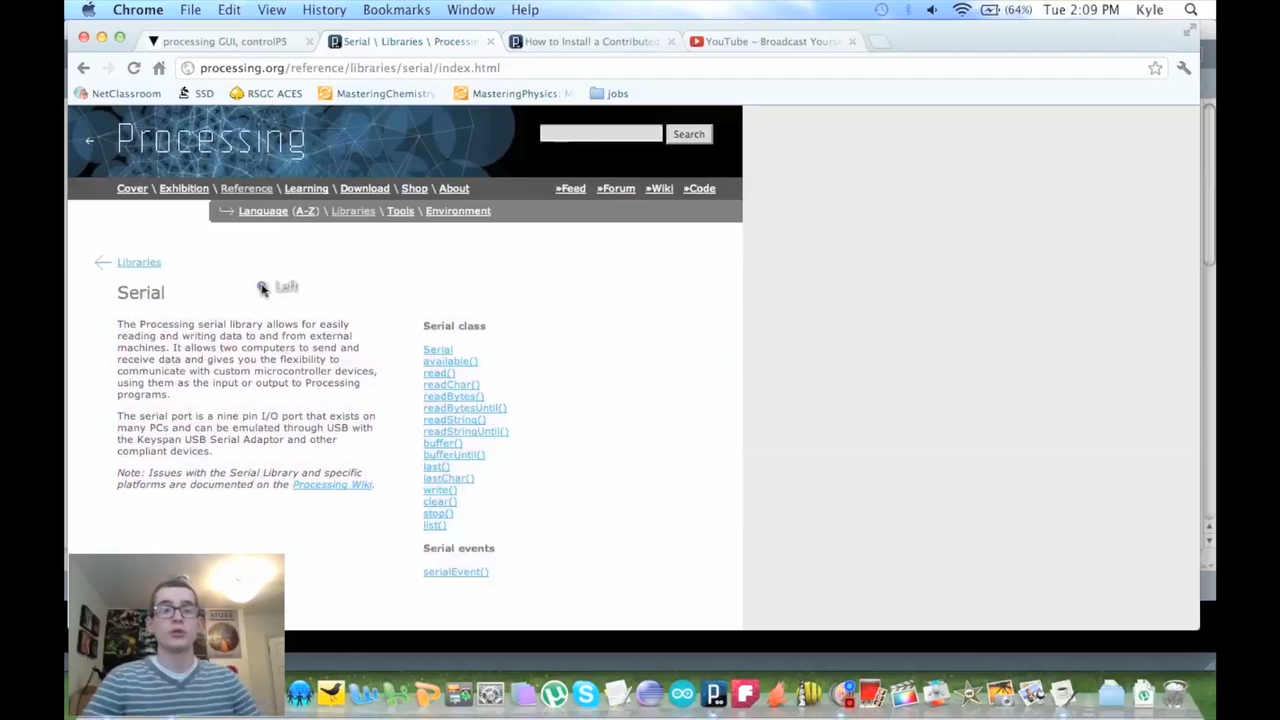 Chrome File Edit View History Bookmarks Window Help (64%) Tue 2:09 PM Kyle
processing GUI, controlP5 Serial \ Libraries \ Processin How to Install a Contributed YouTube – Broadcast Yourse
processing.org/reference/libraries/serial/index.html
NetClassroom SSD RSGC ACES MasteringChemistry MasteringPhysics: M jobs
Processing
Search
Cover \ Exhibition \ Reference \ Learning \ Download \ Shop \ About »Feed »Forum »Wiki »Code
Language (A-Z) \ Libraries \ Tools \ Environment
Libraries
Left
Serial
The Processing serial library allows for easily
reading and writing data to and from external
machines. It allows two computers to send and
receive data and gives you the flexibility to
communicate with custom microcontroller devices,
using them as the input or output to Processing
programs.
The serial port is a nine pin I/O port that exists on
many PCs and can be emulated through USB with
the Keyspan USB Serial Adaptor and other
compliant devices.
Note: Issues with the Serial Library and specific
platforms are documented on the Processing Wiki.
Serial class
Serial
available()
read()
readChar()
readBytes()
readBytesUntil()
readString()
readStringUntil()
buffer()
bufferUntil()
last()
lastChar()
write()
clear()
stop()
list()
Serial events
serialEvent()
MUSE